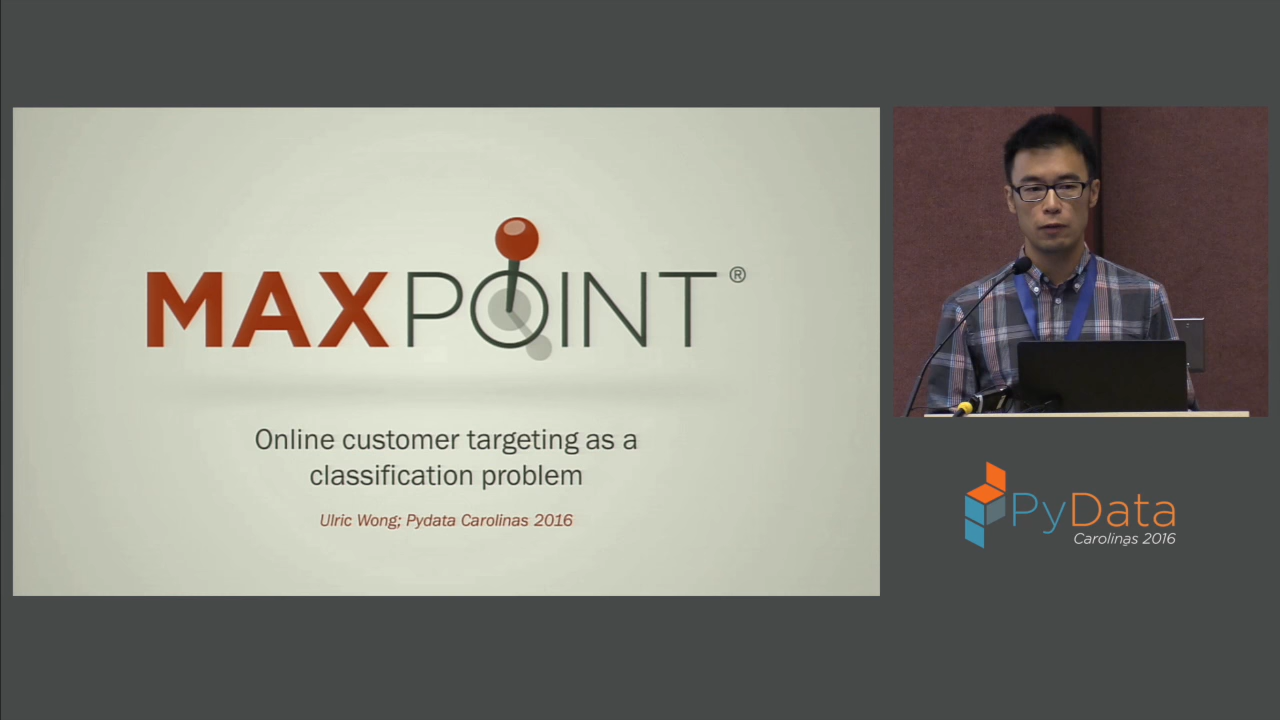 MAXPOINT®
Online customer targeting as a
classification problem
Ulric Wong; Pydata Carolinas 2016
PyData
Carolinas 2016